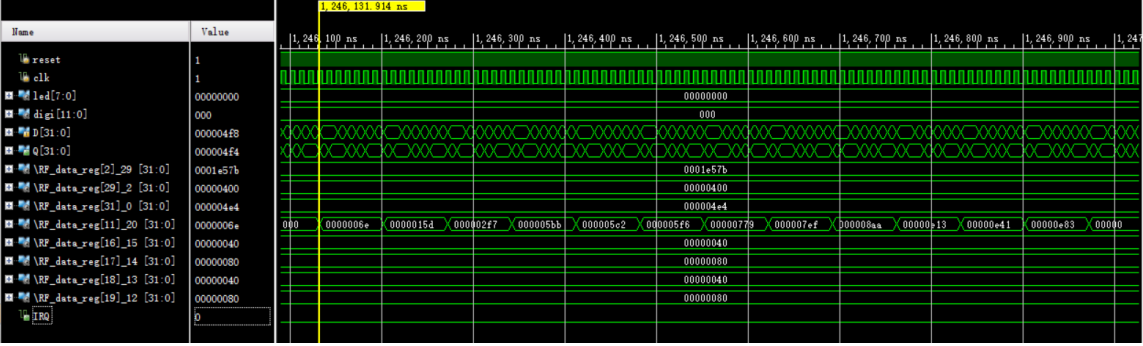 1,246,131.914 ns
Name Value
1,246,100 ns 1,246,200 ns 1,246,300 ns 1,246,400 ns 1,246,500 ns 1,246,600 ns 1,246,700 ns 1,246,800 ns 1,246,900 ns 1,247
reset 1
clk 1
led[7:0] 00000000 00000000
digi[11:0] 000 000
D[31:0] 000004f8
Q[31:0] 000004f4
\RF_data_reg[2]_29 [31:0] 0001e57b 0001e57b
\RF_data_reg[29]_2 [31:0] 00000400 00000400
\RF_data_reg[31]_0 [31:0] 000004e4 000004e4
\RF_data_reg[11]_20 [31:0] 0000006e 000 0000006e 0000015d 000002f7 000005bb 000005c2 000005f6 00000779 000007ef 000008aa 00000e13 00000e41 00000e83 00000
\RF_data_reg[16]_15 [31:0] 00000040 00000040
\RF_data_reg[17]_14 [31:0] 00000080 00000080
\RF_data_reg[18]_13 [31:0] 00000040 00000040
\RF_data_reg[19]_12 [31:0] 00000080 00000080
IRQ 0